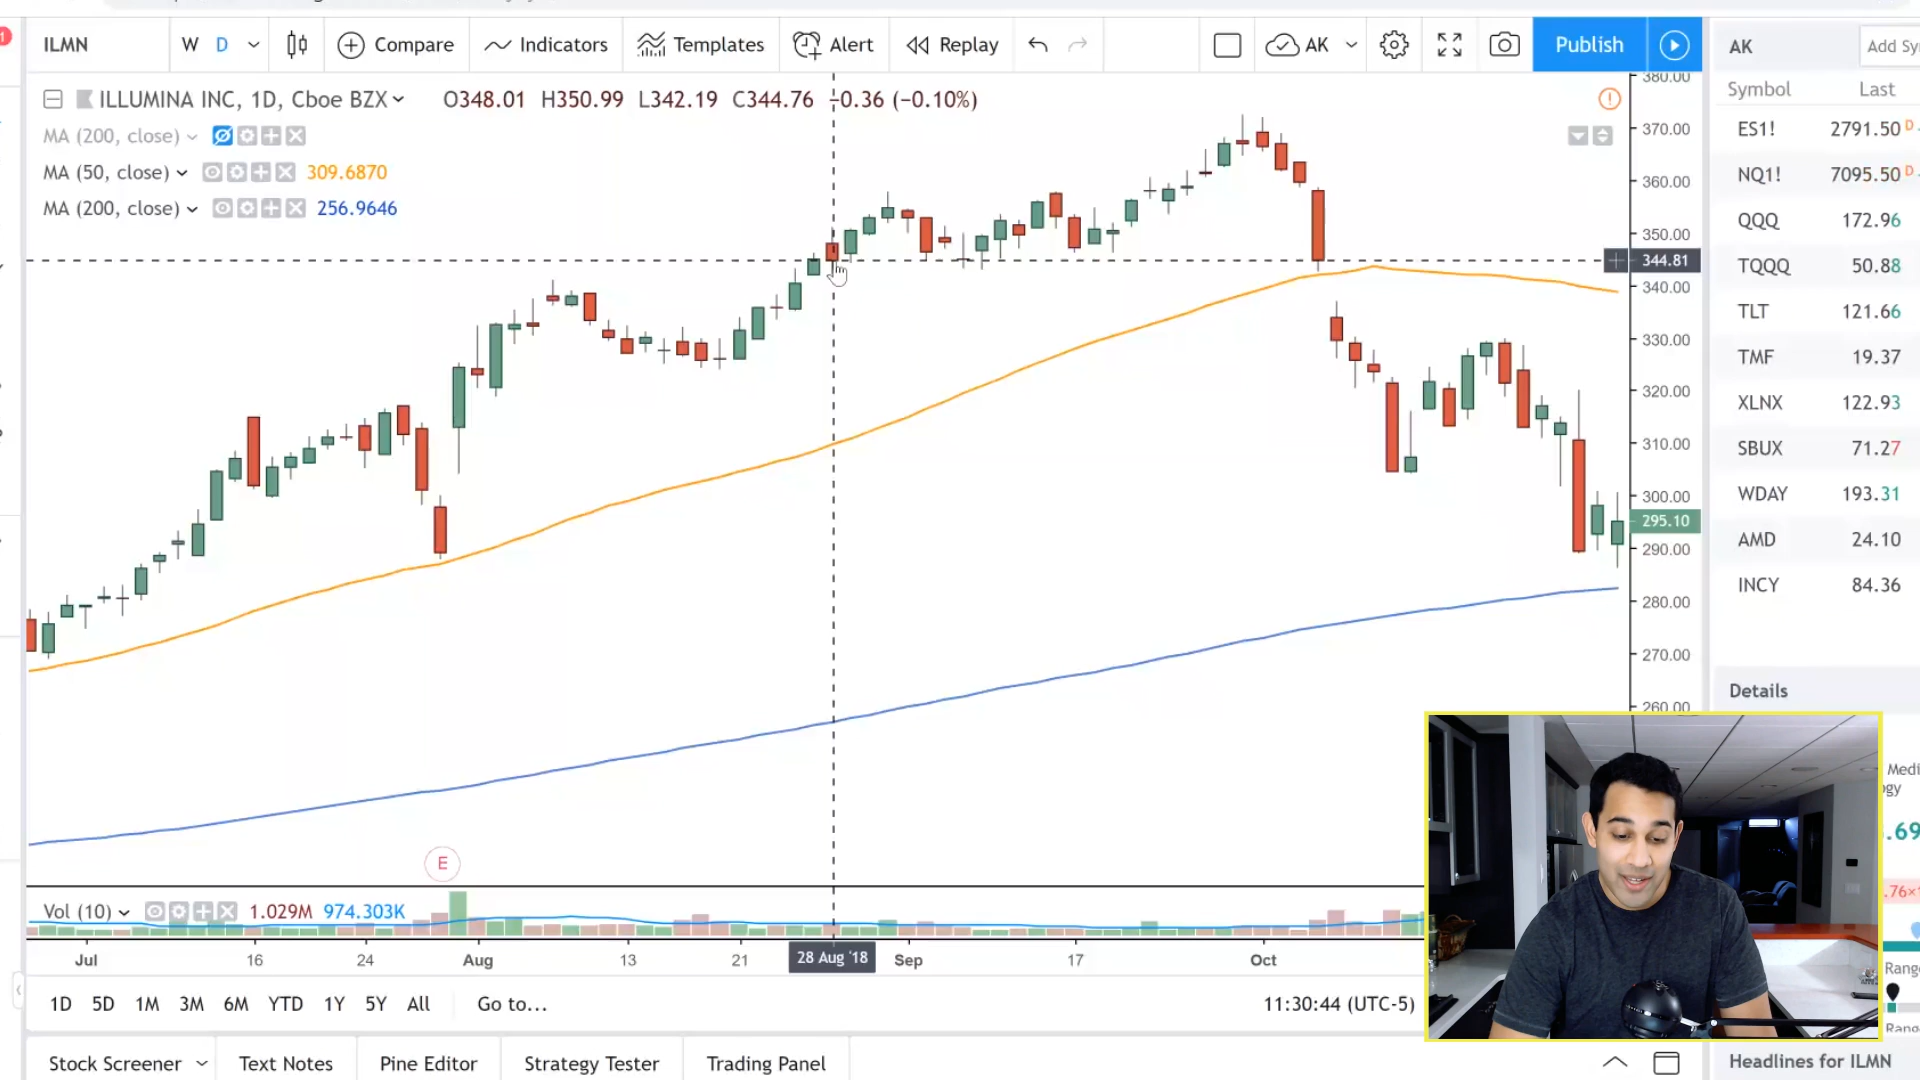 ILMN W D Compare Indicators Templates Alert Replay AK Publish
AK Add Sy
ILLUMINA INC, 1D, Cboe BZX O348.01 H350.99 L342.19 C344.76 −0.36 (−0.10%)
MA (200, close)
MA (50, close) 309.6870
MA (200, close) 256.9646
380.00
370.00
360.00
350.00
344.81
340.00
330.00
320.00
310.00
300.00
295.10
290.00
280.00
270.00
260.00
Symbol Last
ES1! 2791.50 D
NQ1! 7095.50 D
QQQ 172.96
TQQQ 50.88
TLT 121.66
TMF 19.37
XLNX 122.93
SBUX 71.27
WDAY 193.31
AMD 24.10
INCY 84.36
Details
Medi
gy
.69
.76×
Range
Range
E
Vol (10) 1.029M 974.303K
Jul 16 24 Aug 13 21 28 Aug '18 Sep 17 Oct
1D 5D 1M 3M 6M YTD 1Y 5Y All Go to... 11:30:44 (UTC-5)
Stock Screener Text Notes Pine Editor Strategy Tester Trading Panel
Headlines for ILMN